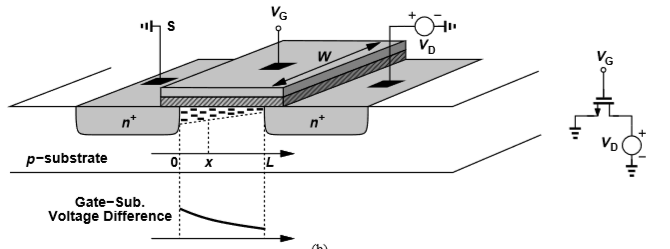 V_G
S
+ −
V_D
W
n⁺
n⁺
p−substrate
0 x L
Gate−Sub.
Voltage Difference
V_G
V_D
+
−
(b)